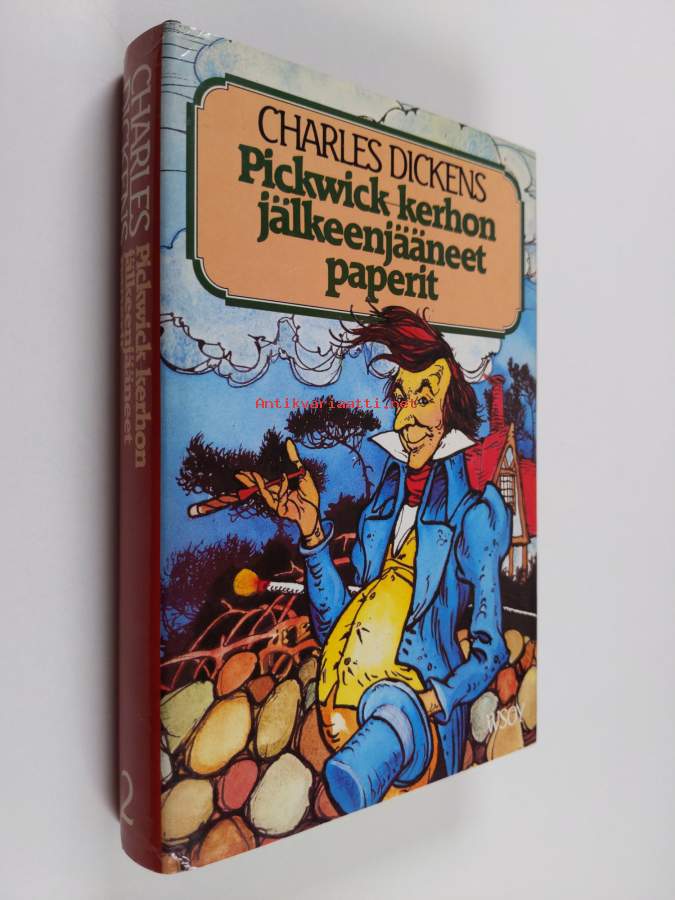 CHARLES DICKENS
Pickwick-kerhon
jälkeenjääneet
paperit
Antikvariaatti.net
WSOY
CHARLES
DICKENS
Pickwick-kerhon
jälkeenjääneet
2